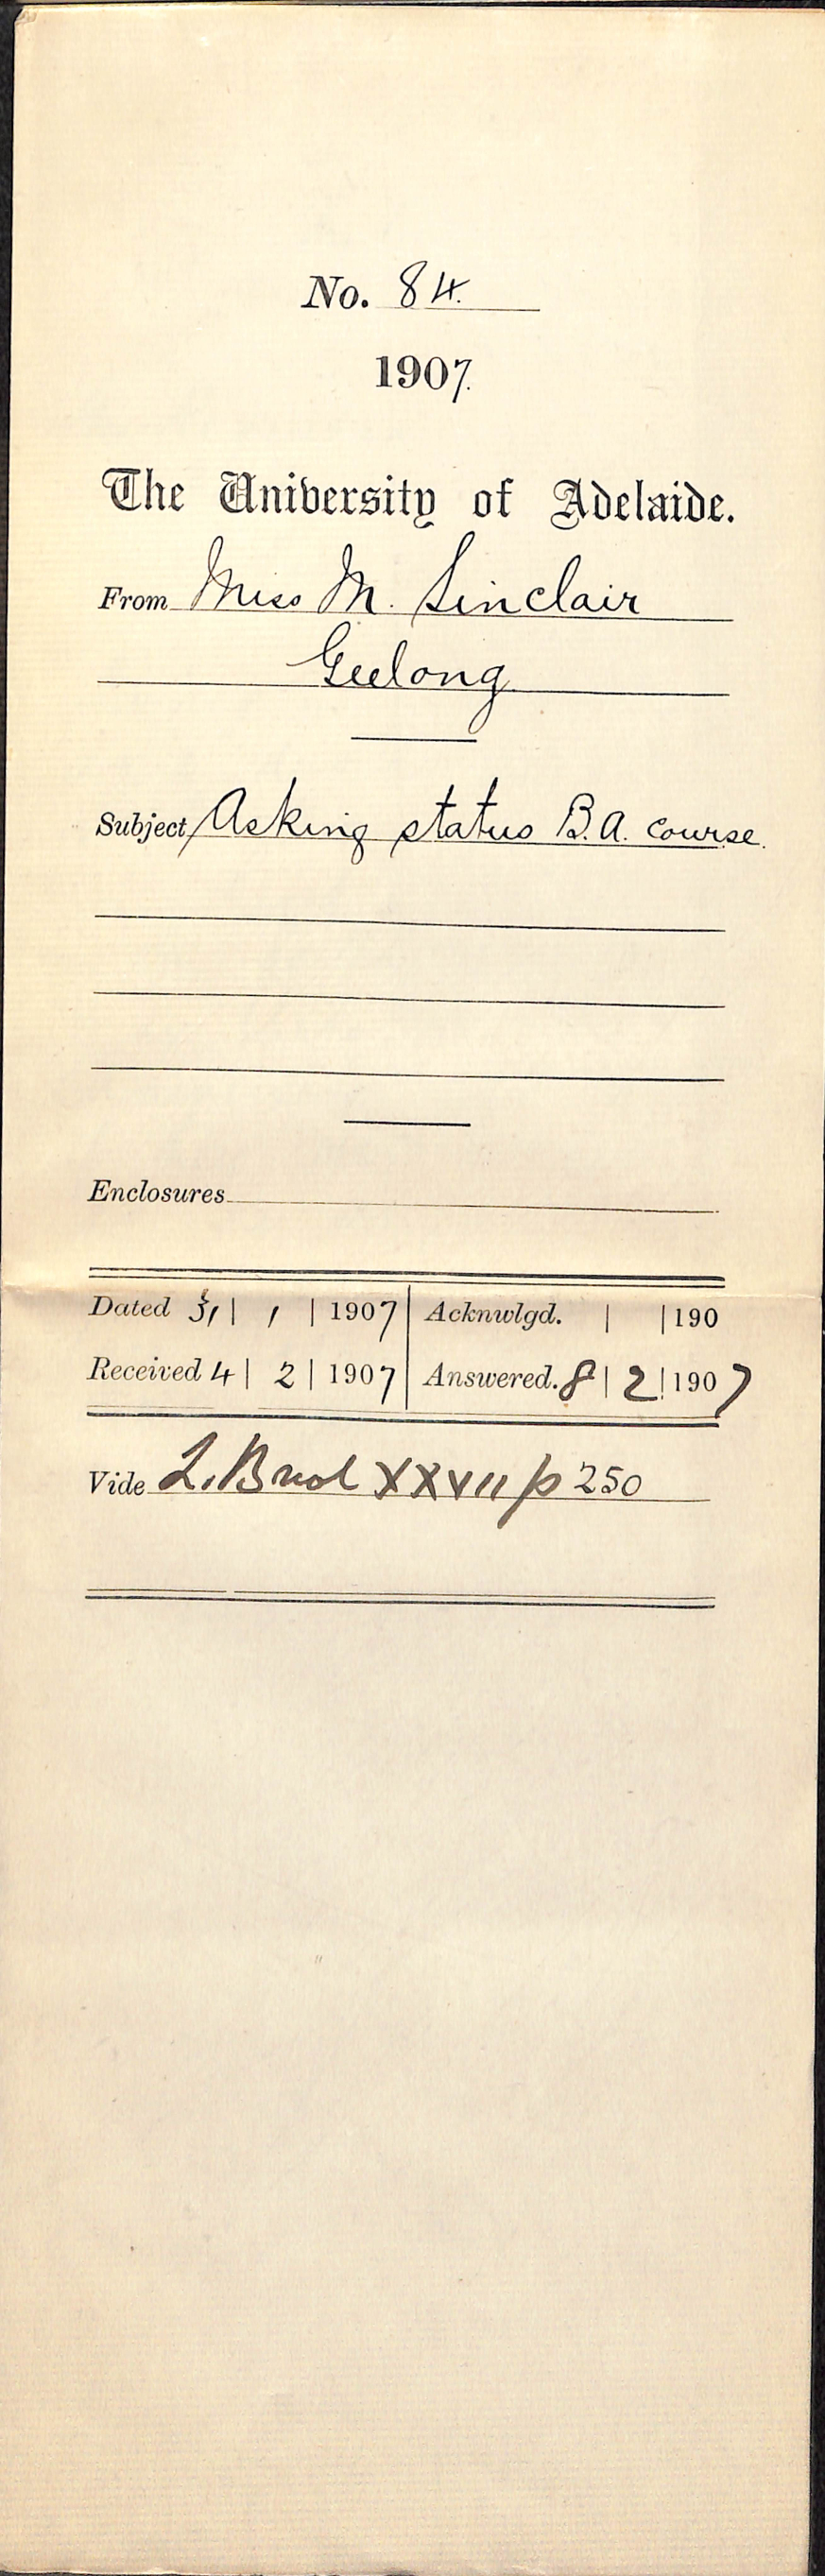 No. 84.
1907.
The University of Adelaide.
From Miss M. Sinclair
Geelong
Subject Asking status B.A. course.
Enclosures
Dated 31 | 1 | 1907 | Acknwlgd. | | 190
Received 4 | 2 | 1907 | Answered. 8 | 2 | 1907
Vide L.B vol XXVII p 250